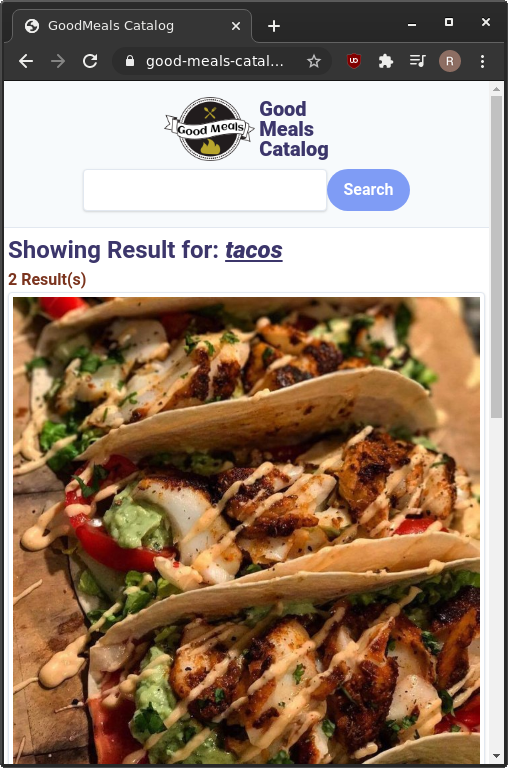 GoodMeals Catalog
good-meals-catal...
R
Good Meals
Good
Meals
Catalog
Search
Showing Result for: tacos
2 Result(s)